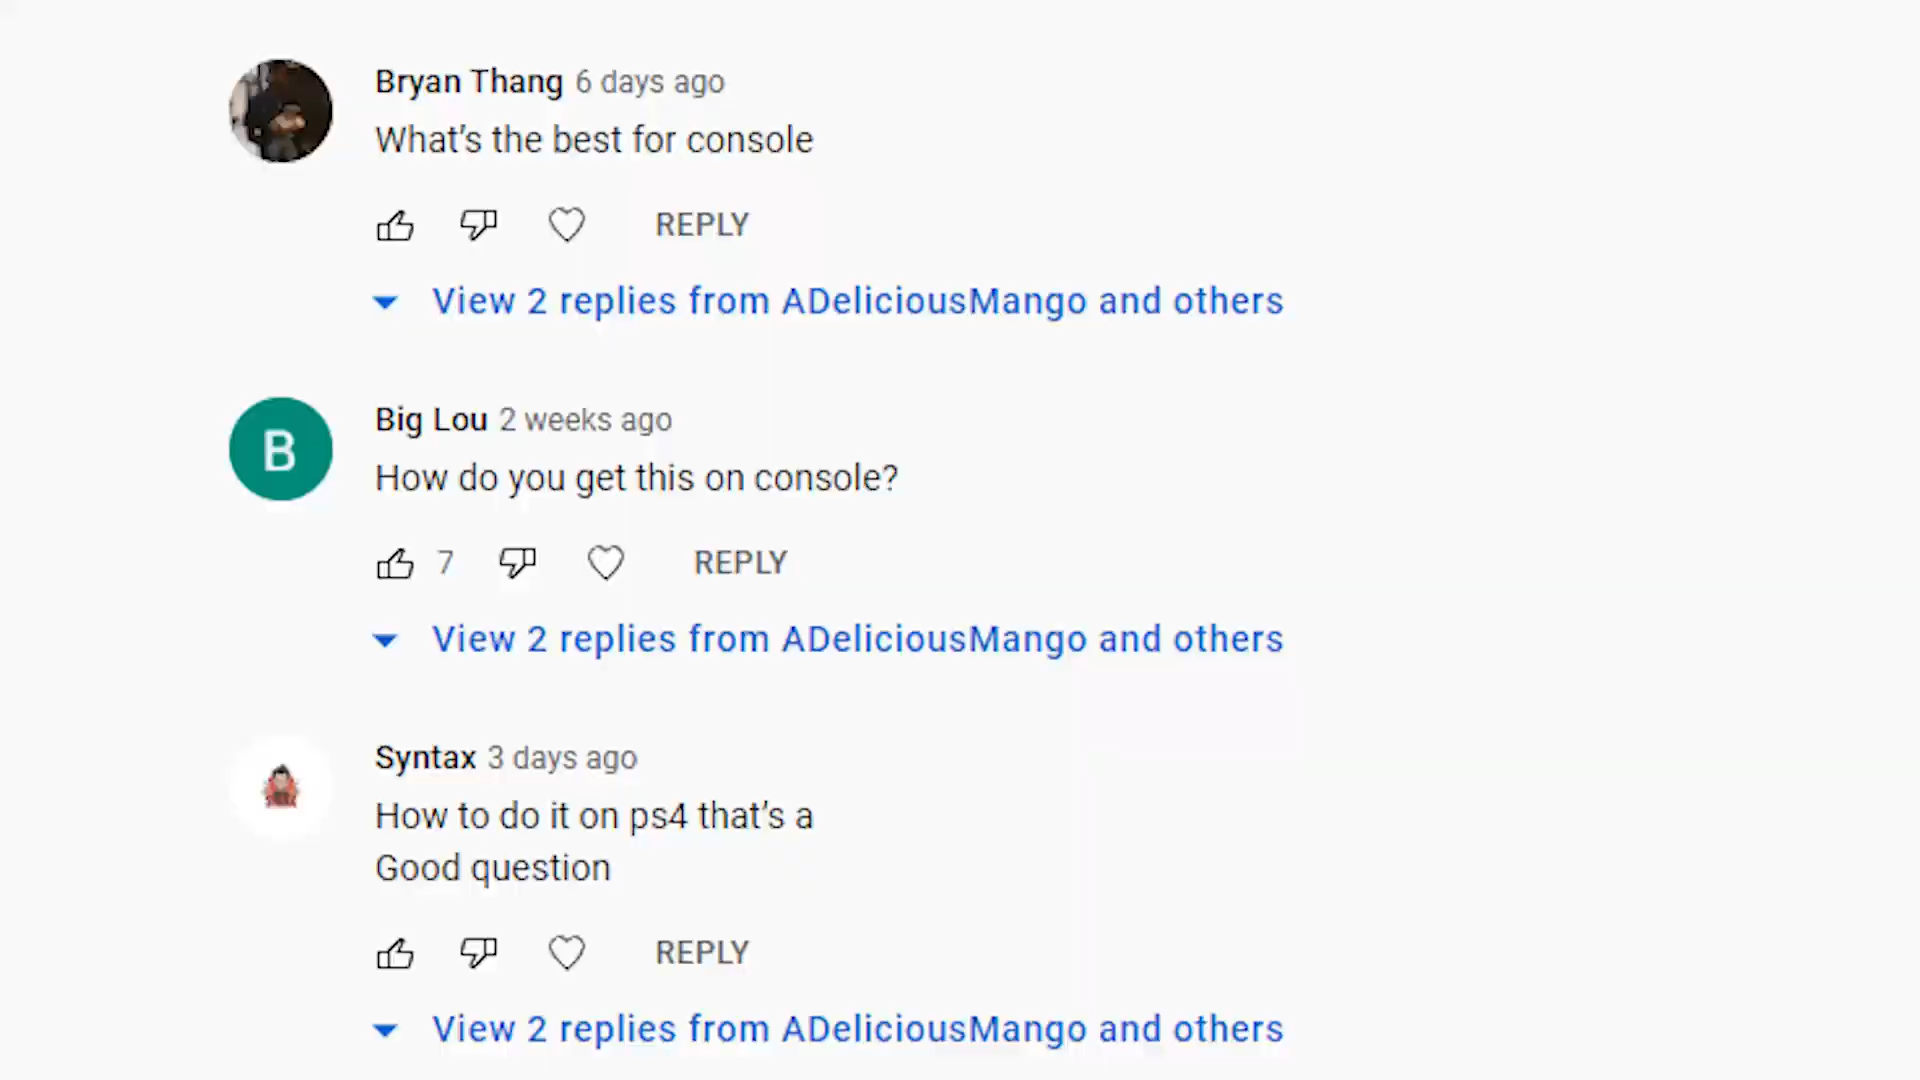 Bryan Thang 6 days ago
What's the best for console
REPLY
View 2 replies from ADeliciousMango and others
B
Big Lou 2 weeks ago
How do you get this on console?
7 REPLY
View 2 replies from ADeliciousMango and others
Syntax 3 days ago
How to do it on ps4 that's a
Good question
REPLY
View 2 replies from ADeliciousMango and others